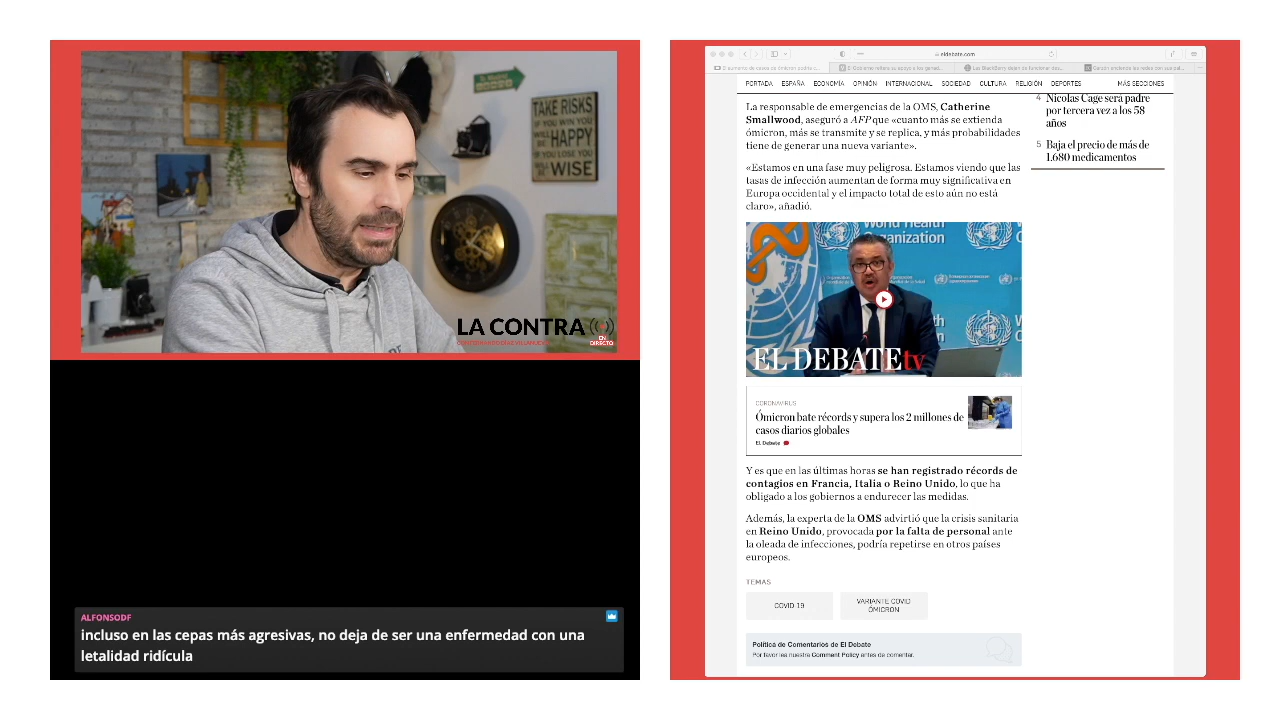 TAKE RISKS
IF YOU WIN YOU
WILL BE
HAPPY
IF YOU LOSE YOU
WILL BE
WISE
LA CONTRA
EN
DIRECTO
ALFONSODF
incluso en las cepas más agresivas, no deja de ser una enfermedad con una
letalidad ridícula
eldebate.com
PORTADA ESPAÑA ECONOMÍA OPINIÓN INTERNACIONAL SOCIEDAD CULTURA RELIGIÓN DEPORTES MÁS SECCIONES
La responsable de emergencias de la OMS, Catherine
Smallwood, aseguró a AFP que «cuanto más se extienda
ómicron, más se transmite y se replica, y más probabilidades
tiene de generar una nueva variante».
«Estamos en una fase muy peligrosa. Estamos viendo que las
tasas de infección aumentan de forma muy significativa en
Europa occidental y el impacto total de esto aún no está
claro», añadió.
World Health
Organization
EL DEBATEtv
CORONAVIRUS
Ómicron bate récords y supera los 2 millones de
casos diarios globales
El Debate
Y es que en las últimas horas se han registrado récords de
contagios en Francia, Italia o Reino Unido, lo que ha
obligado a los gobiernos a endurecer las medidas.
Además, la experta de la OMS advirtió que la crisis sanitaria
en Reino Unido, provocada por la falta de personal ante
la oleada de infecciones, podría repetirse en otros países
europeos.
TEMAS
COVID-19
VARIANTE COVID
ÓMICRON
Política de Comentarios de El Debate
Por favor lea nuestra Comment Policy antes de comentar.
4 Nicolas Cage será padre
por tercera vez a los 58
años
5 Baja el precio de más de
1.680 medicamentos